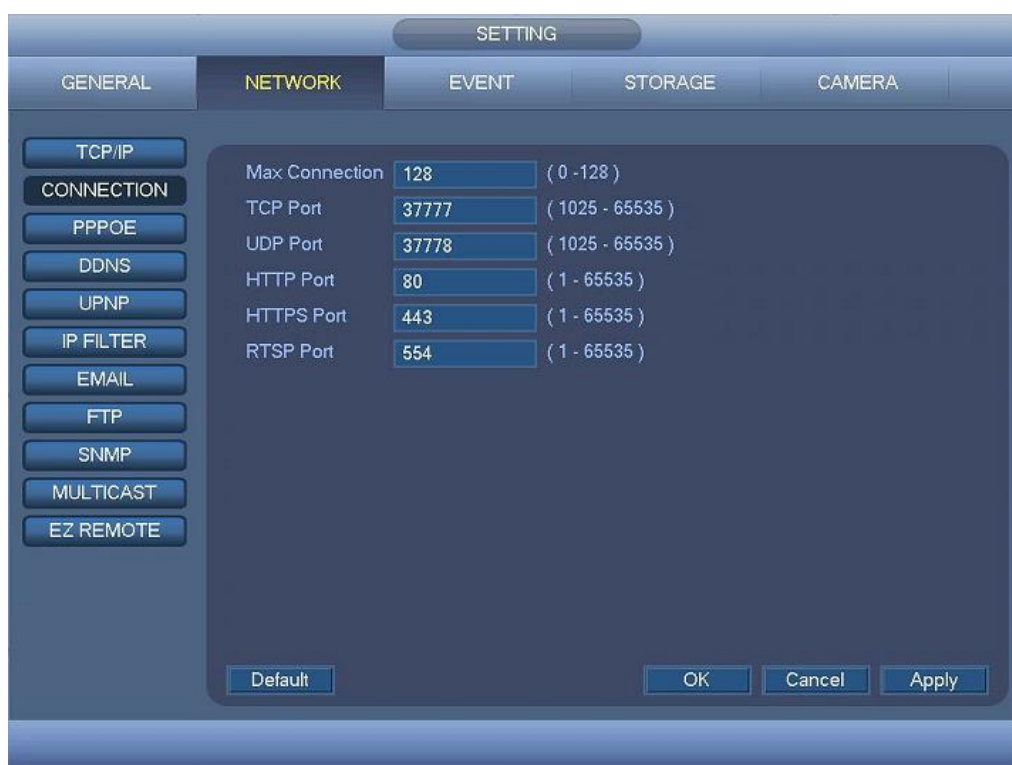 SETTING
GENERAL NETWORK EVENT STORAGE CAMERA
TCP/IP
CONNECTION
PPPOE
DDNS
UPNP
IP FILTER
EMAIL
FTP
SNMP
MULTICAST
EZ REMOTE
Max Connection 128 ( 0 -128 )
TCP Port 37777 ( 1025 - 65535 )
UDP Port 37778 ( 1025 - 65535 )
HTTP Port 80 ( 1 - 65535 )
HTTPS Port 443 ( 1 - 65535 )
RTSP Port 554 ( 1 - 65535 )
Default OK Cancel Apply